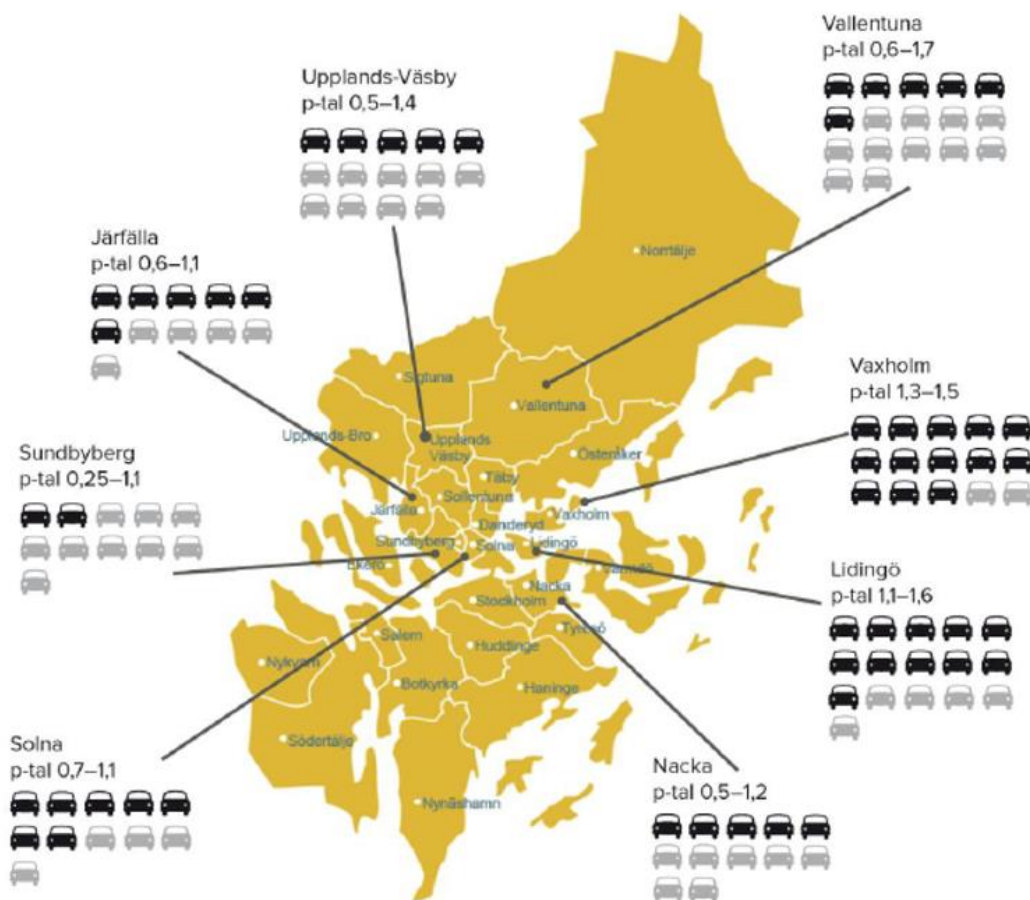 Vallentuna
p-tal 0,6–1,7
Upplands-Väsby
p-tal 0,5–1,4
Järfälla
p-tal 0,6–1,1
Norrtälje
Vaxholm
p-tal 1,3–1,5
Sigtuna
Vallentuna
Upplands-Bro
Upplands
Väsby
Österåker
Sundbyberg
p-tal 0,25–1,1
Täby
Sollentuna
Järfälla
Vaxholm
Danderyd
Sundbyberg
Solna
Lidingö
Ekerö
Värmdö
Lidingö
p-tal 1,1–1,6
Nacka
Stockholm
Tyresö
Salem
Huddinge
Nykvarn
Botkyrka
Haninge
Solna
p-tal 0,7–1,1
Södertälje
Nacka
p-tal 0,5–1,2
Nynäshamn